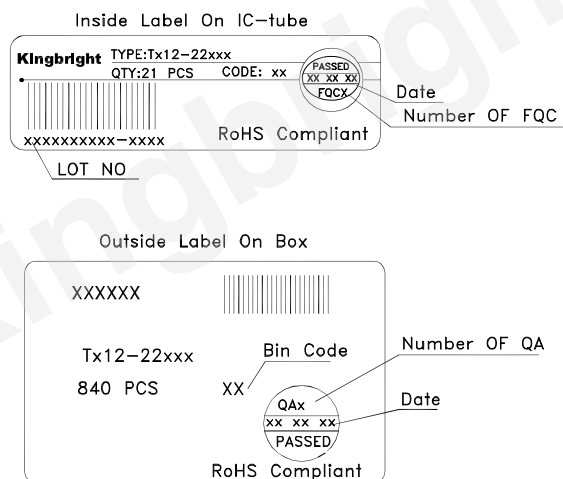 Inside Label On IC-tube
Kingbright TYPE:Tx12-22xxx
QTY:21 PCS CODE: xx
PASSED
xx xx xx
FQCX
Date
Number OF FQC
RoHS Compliant
xxxxxxxxxx-xxxx
LOT NO
Outside Label On Box
XXXXXX
Tx12-22xxx
Bin Code
Number OF QA
840 PCS
XX
QAx
Date
xx xx xx
PASSED
RoHS Compliant
Kingbright